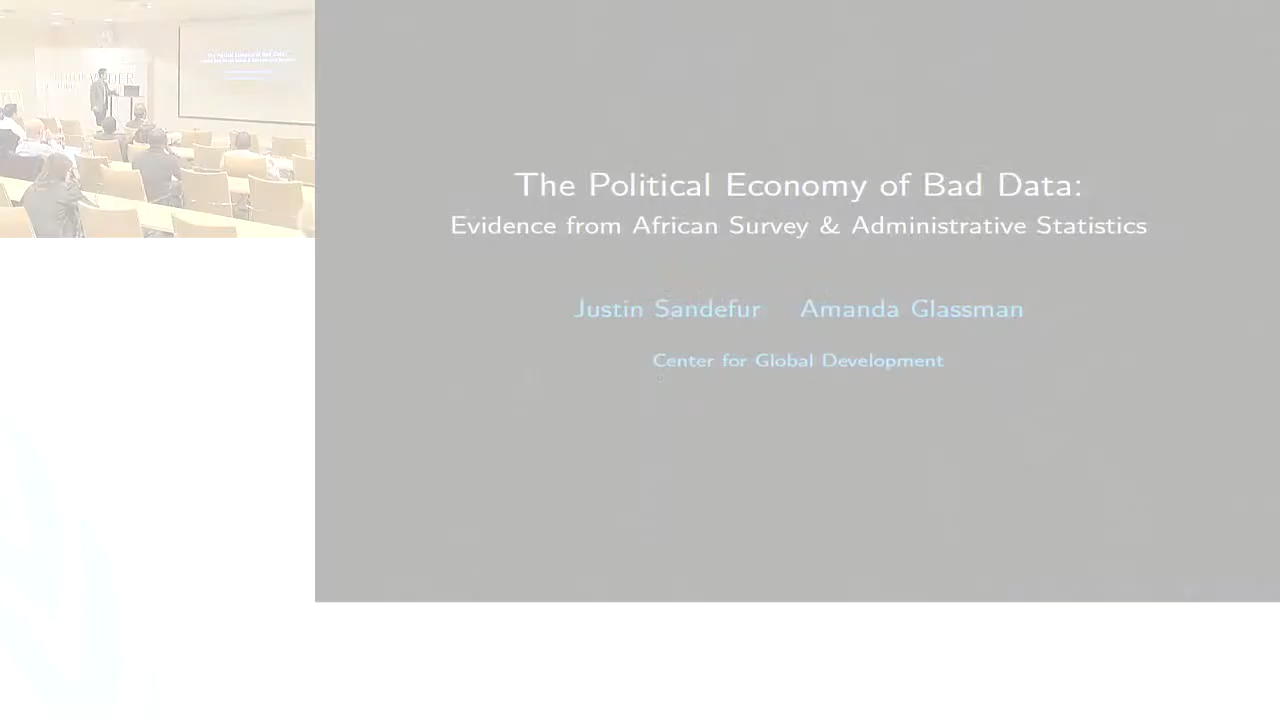 The Political Economy of Bad Data:
Evidence from African Survey & Administrative Statistics
Justin Sandefur Amanda Glassman
Center for Global Development